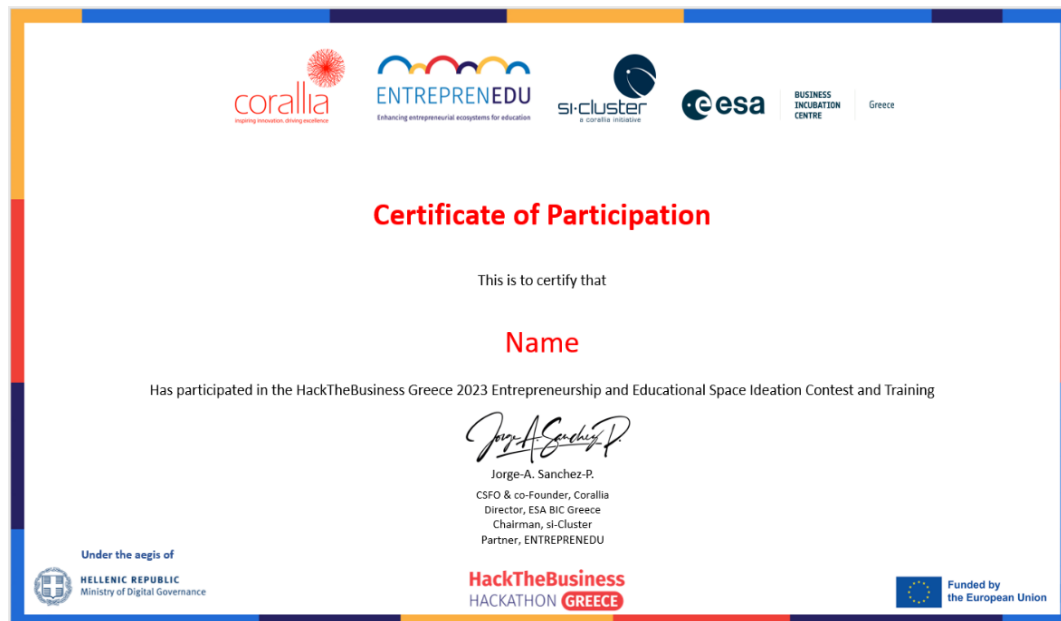 corallia
inspiring innovation, driving excellence
ENTREPRENEDU
Enhancing entrepreneurial ecosystems for education
si-cluster
a corallia initiative
esa
BUSINESS
INCUBATION
CENTRE
Greece
Certificate of Participation
This is to certify that
Name
Has participated in the HackTheBusiness Greece 2023 Entrepreneurship and Educational Space Ideation Contest and Training
Jorge A. Sanchez P.
Jorge-A. Sanchez-P.
CSFO & co-Founder, Corallia
Director, ESA BIC Greece
Chairman, si-Cluster
Partner, ENTREPRENEDU
Under the aegis of
HELLENIC REPUBLIC
Ministry of Digital Governance
HackTheBusiness
HACKATHON GREECE
Funded by
the European Union